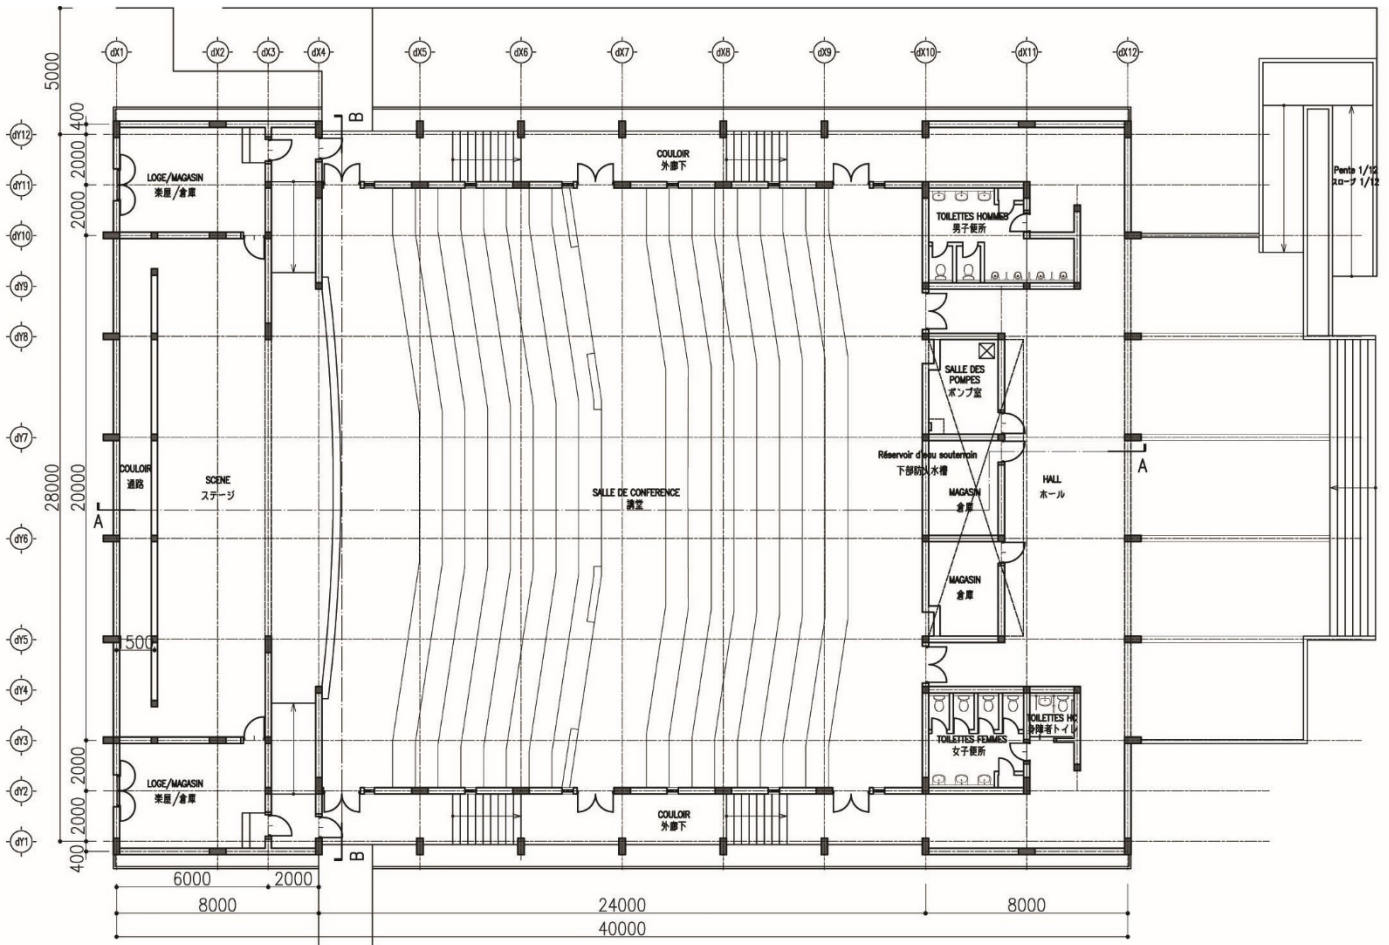 dX1
dX2
dX3
dX4
dX5
dX6
dX7
dX8
dX9
dX10
dX11
dX12
5000
400
2000
2000
28000
20000
2000
2000
400
dY12
dY11
dY10
dY9
dY8
dY7
dY6
dY5
dY4
dY3
dY2
dY1
B
LOGE/MAGASIN
楽屋/倉庫
COULOIR
外廊下
Pente 1/12
スロープ 1/12
TOILETTES HOMMES
男子便所
SALLE DES
POMPES
ポンプ室
COULOIR
通路
SCENE
ステージ
A
SALLE DE CONFERENCE
講堂
Réservoir d'eau souterrain
下部防火水槽
MAGASIN
倉庫
HALL
ホール
A
MAGASIN
倉庫
1500
TOILETTES HC
身障者トイレ
TOILETTES FEMMES
女子便所
LOGE/MAGASIN
楽屋/倉庫
COULOIR
外廊下
B
6000
2000
8000
24000
8000
40000